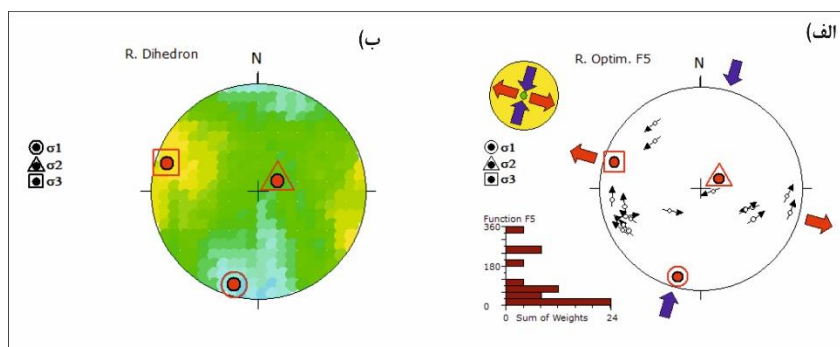 الف)
R. Optim. F5
N
σ1
σ2
σ3
Function F5
360
180
0
0
Sum of Weights
24
ب)
R. Dihedron
N
σ1
σ2
σ3